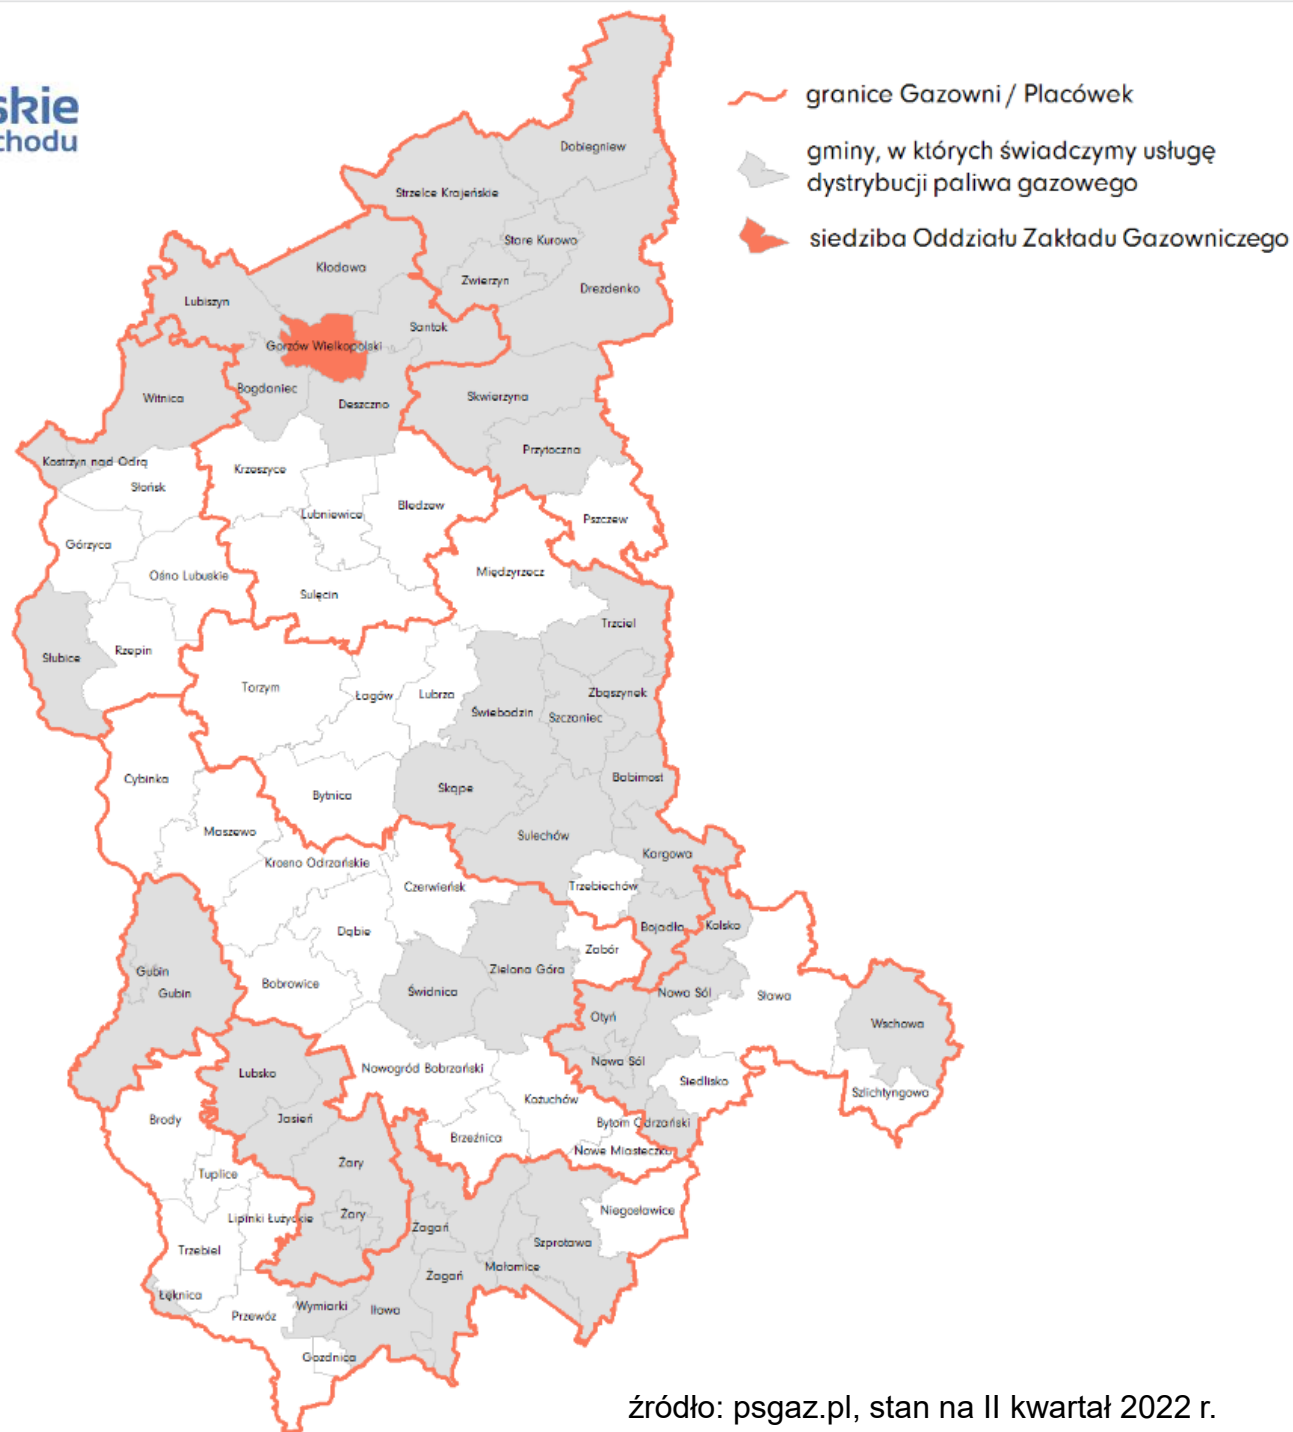 skie
chodu
granice Gazowni / Placówek
gminy, w których świadczymy usługę
dystrybucji paliwa gazowego
siedziba Oddziału Zakładu Gazowniczego
Dobiegniew
Strzelce Krajeńskie
Stare Kurowo
Kłodawa
Zwierzyn
Drezdenko
Lubiszyn
Santok
Gorzów Wielkopolski
Bogdaniec
Witnica
Deszczno
Skwierzyna
Przytoczna
Kostrzyn nad Odrą
Krzeszyce
Słońsk
Bledzew
Lubniewice
Pszczew
Górzyca
Międzyrzecz
Ośno Lubuskie
Sulęcin
Trzciel
Rzepin
Słubice
Torzym
Łagów
Lubrza
Zbąszynek
Świebodzin
Szczaniec
Cybinka
Babimost
Skąpe
Bytnica
Maszewo
Sulechów
Kargowa
Krosno Odrzańskie
Czerwieńsk
Trzebiechów
Bojadła
Kolsko
Dąbie
Zabór
Gubin
Zielona Góra
Bobrowice
Gubin
Świdnica
Nowa Sól
Sława
Otyń
Wschowa
Nowa Sól
Nowogród Bobrzański
Lubsko
Siedlisko
Szlichtyngowa
Kożuchów
Brody
Jasień
Bytom Odrzański
Brzeźnica
Nowe Miasteczko
Żary
Tuplice
Niegosławice
Lipinki Łużyckie
Żary
Żagań
Trzebiel
Szprotawa
Małomice
Żagań
Łęknica
Wymiarki
Iłowa
Przewóz
Gozdnica
źródło: psgaz.pl, stan na II kwartał 2022 r.